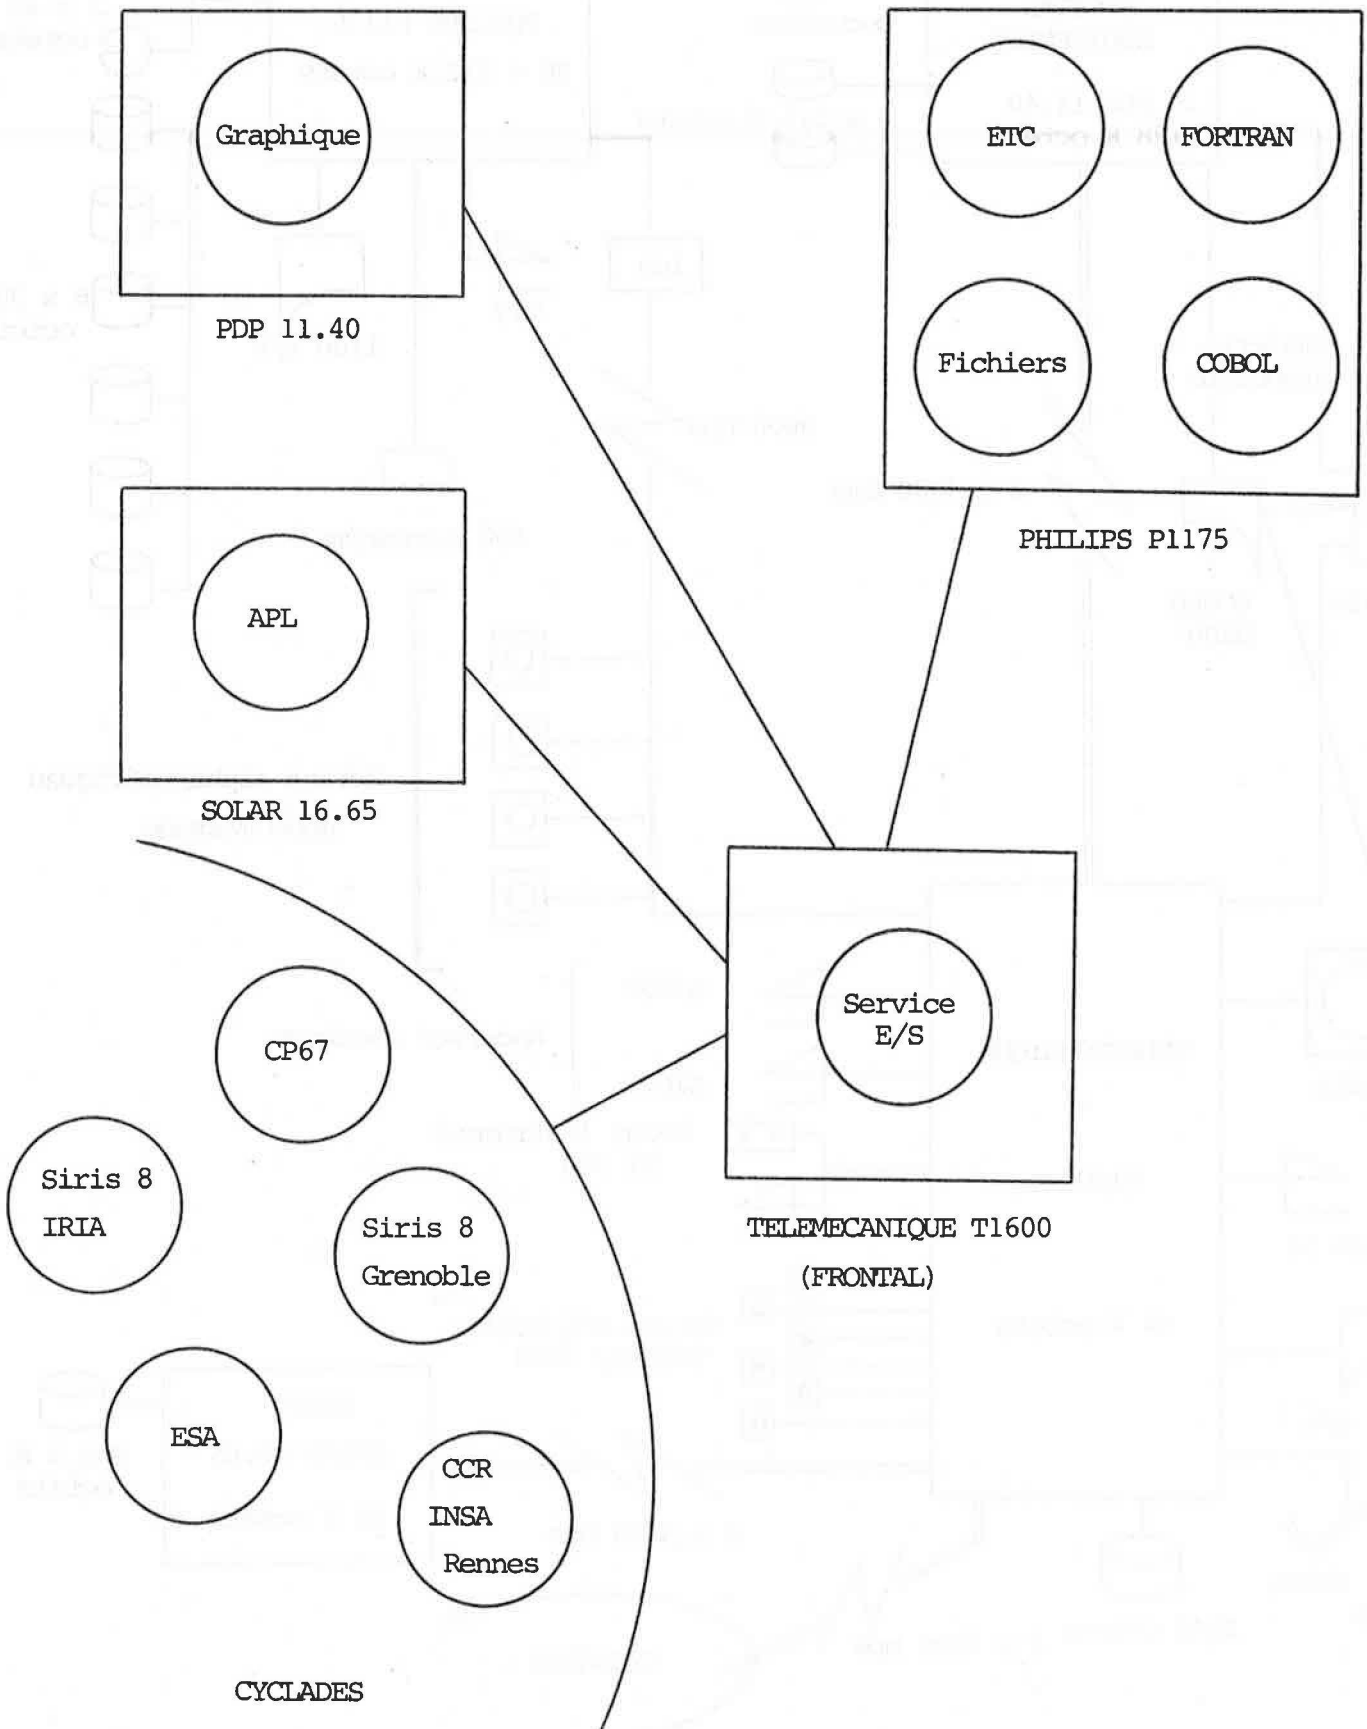 Graphique
PDP 11.40
ETC
FORTRAN
Fichiers
COBOL
PHILIPS P1175
APL
SOLAR 16.65
Service
E/S
TELEMECANIQUE T1600
(FRONTAL)
CP67
Siris 8
IRIA
Siris 8
Grenoble
ESA
CCR
INSA
Rennes
CYCLADES